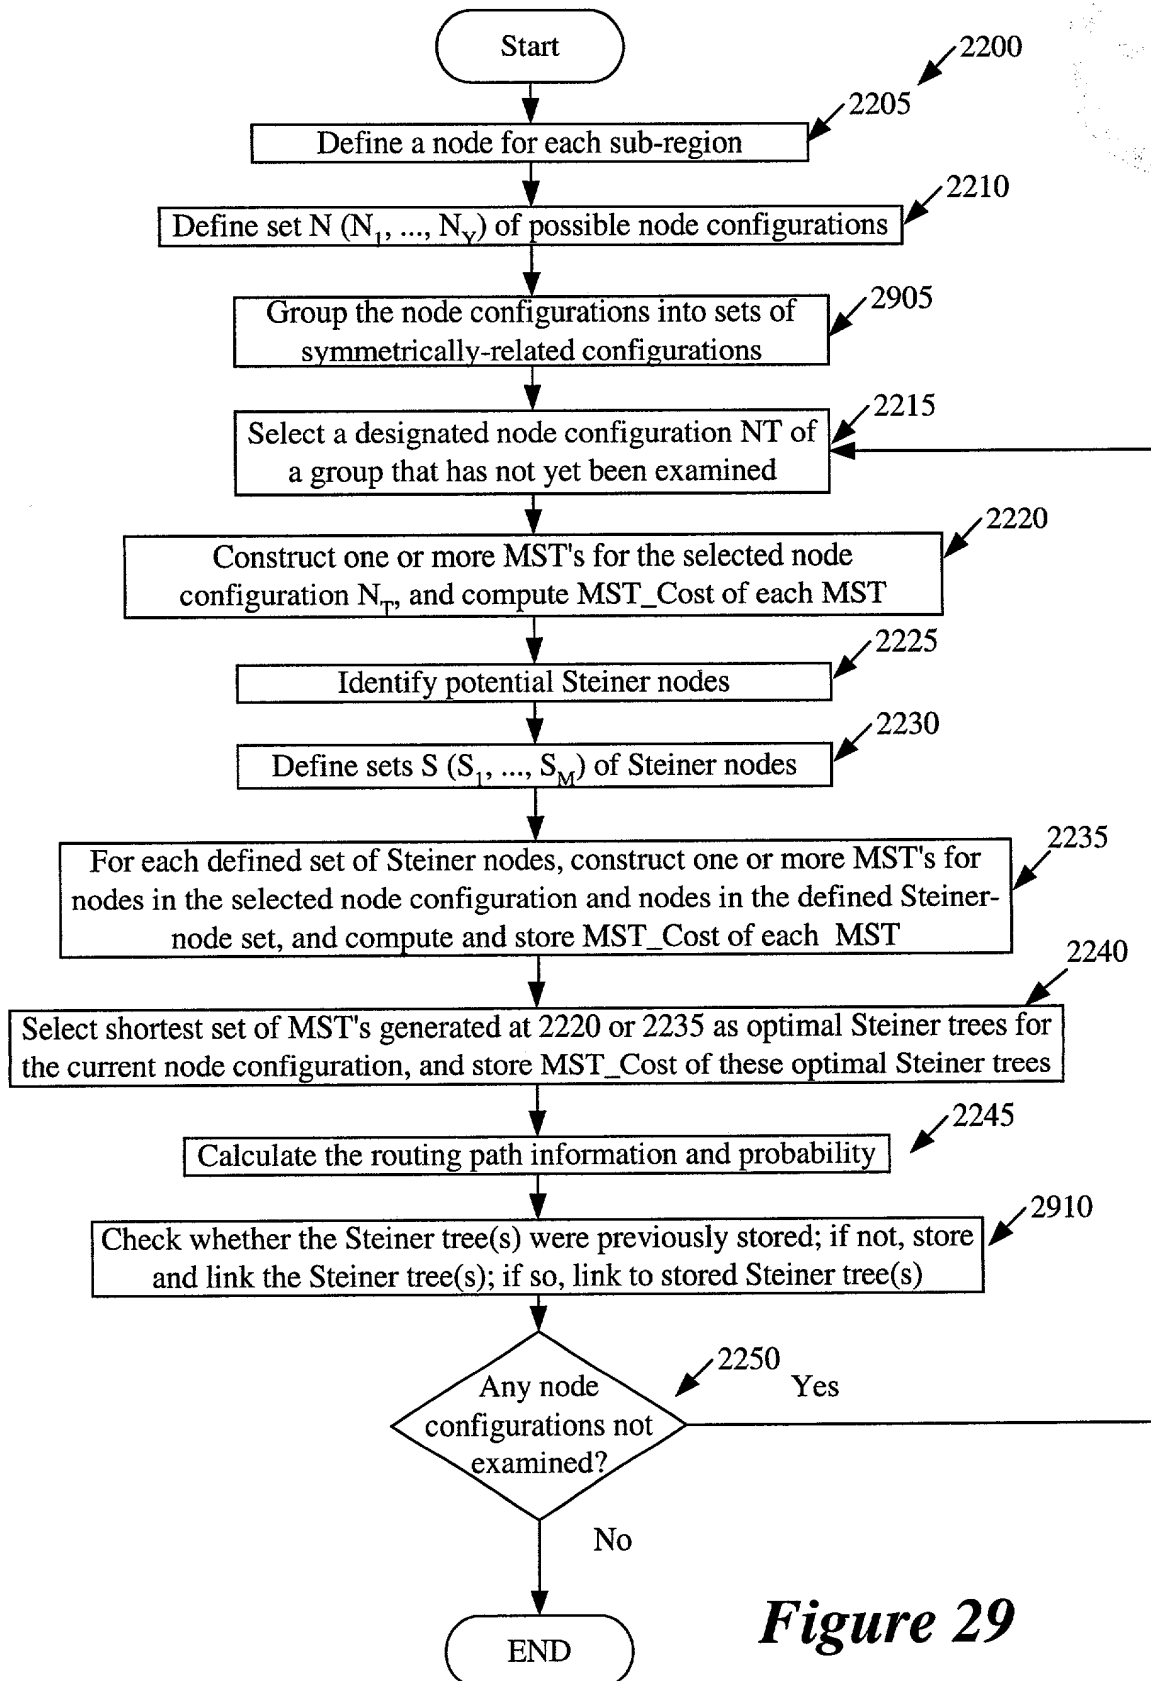 Start
2200
2205
Define a node for each sub-region
2210
Define set N (N1, ..., NY) of possible node configurations
2905
Group the node configurations into sets of
symmetrically-related configurations
2215
Select a designated node configuration NT of
a group that has not yet been examined
2220
Construct one or more MST's for the selected node
configuration NT, and compute MST_Cost of each MST
2225
Identify potential Steiner nodes
2230
Define sets S (S1, ..., SM) of Steiner nodes
2235
For each defined set of Steiner nodes, construct one or more MST's for
nodes in the selected node configuration and nodes in the defined Steiner-
node set, and compute and store MST_Cost of each MST
2240
Select shortest set of MST's generated at 2220 or 2235 as optimal Steiner trees for
the current node configuration, and store MST_Cost of these optimal Steiner trees
2245
Calculate the routing path information and probability
2910
Check whether the Steiner tree(s) were previously stored; if not, store
and link the Steiner tree(s); if so, link to stored Steiner tree(s)
2250
Yes
Any node
configurations not
examined?
No
END
Figure 29